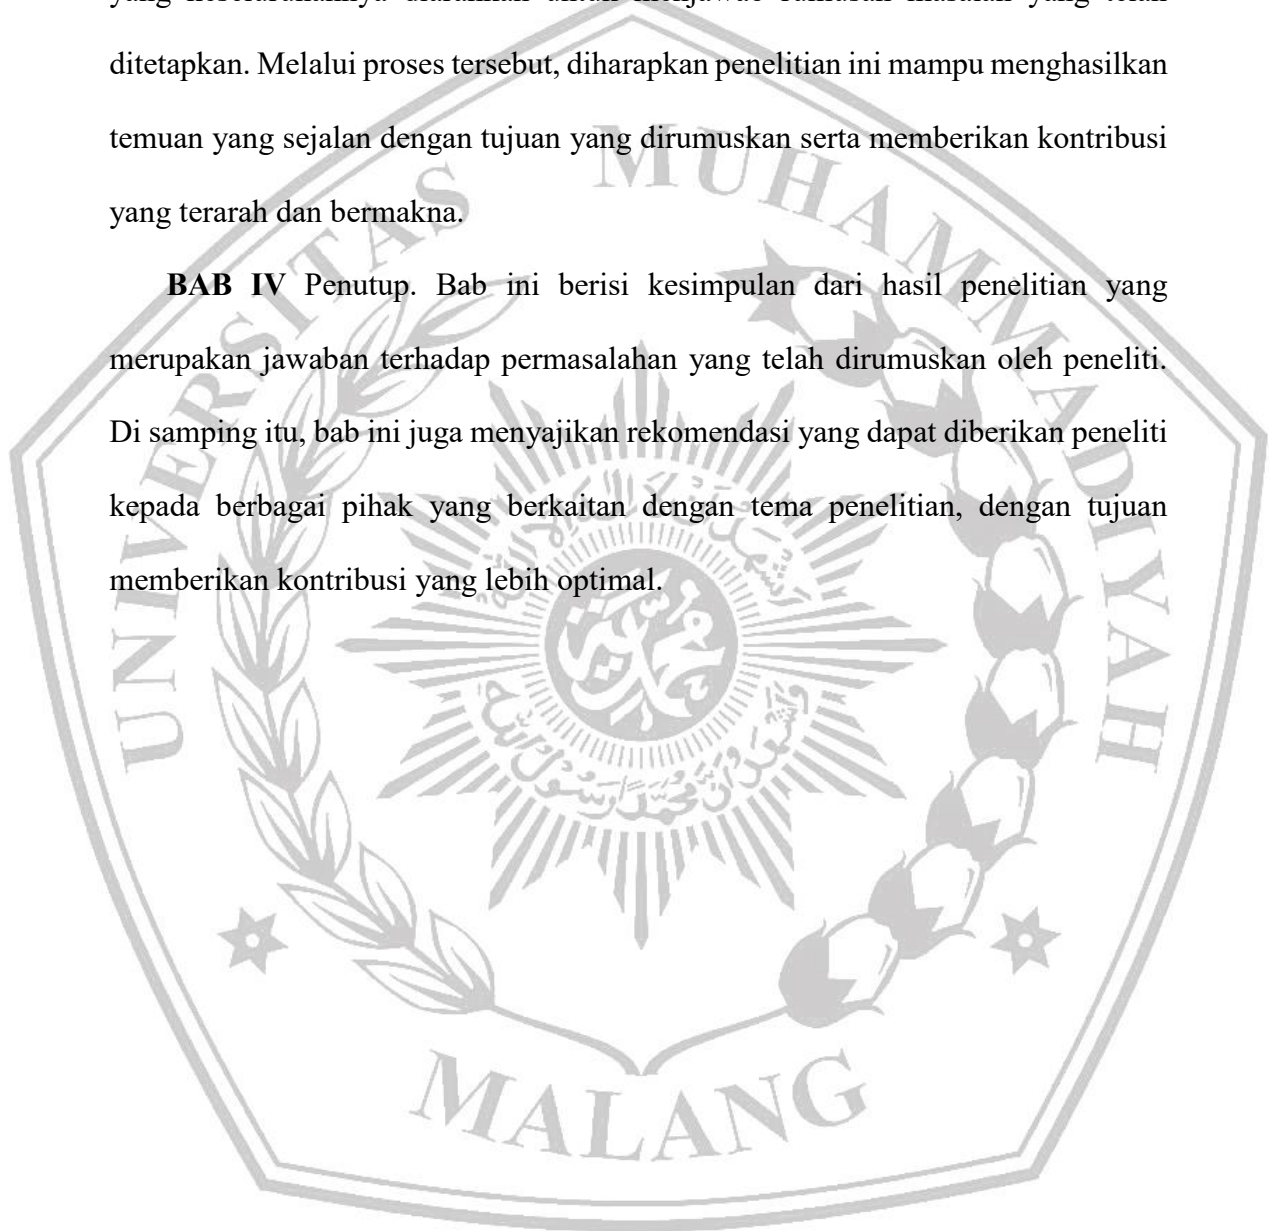 ditetapkan. Melalui proses tersebut, diharapkan penelitian ini mampu menghasilkan
temuan yang sejalan dengan tujuan yang dirumuskan serta memberikan kontribusi
yang terarah dan bermakna.
BAB IV Penutup. Bab ini berisi kesimpulan dari hasil penelitian yang
merupakan jawaban terhadap permasalahan yang telah dirumuskan oleh peneliti.
Di samping itu, bab ini juga menyajikan rekomendasi yang dapat diberikan peneliti
kepada berbagai pihak yang berkaitan dengan tema penelitian, dengan tujuan
memberikan kontribusi yang lebih optimal.
UNIVERSITAS MUHAMMADIYAH
MALANG